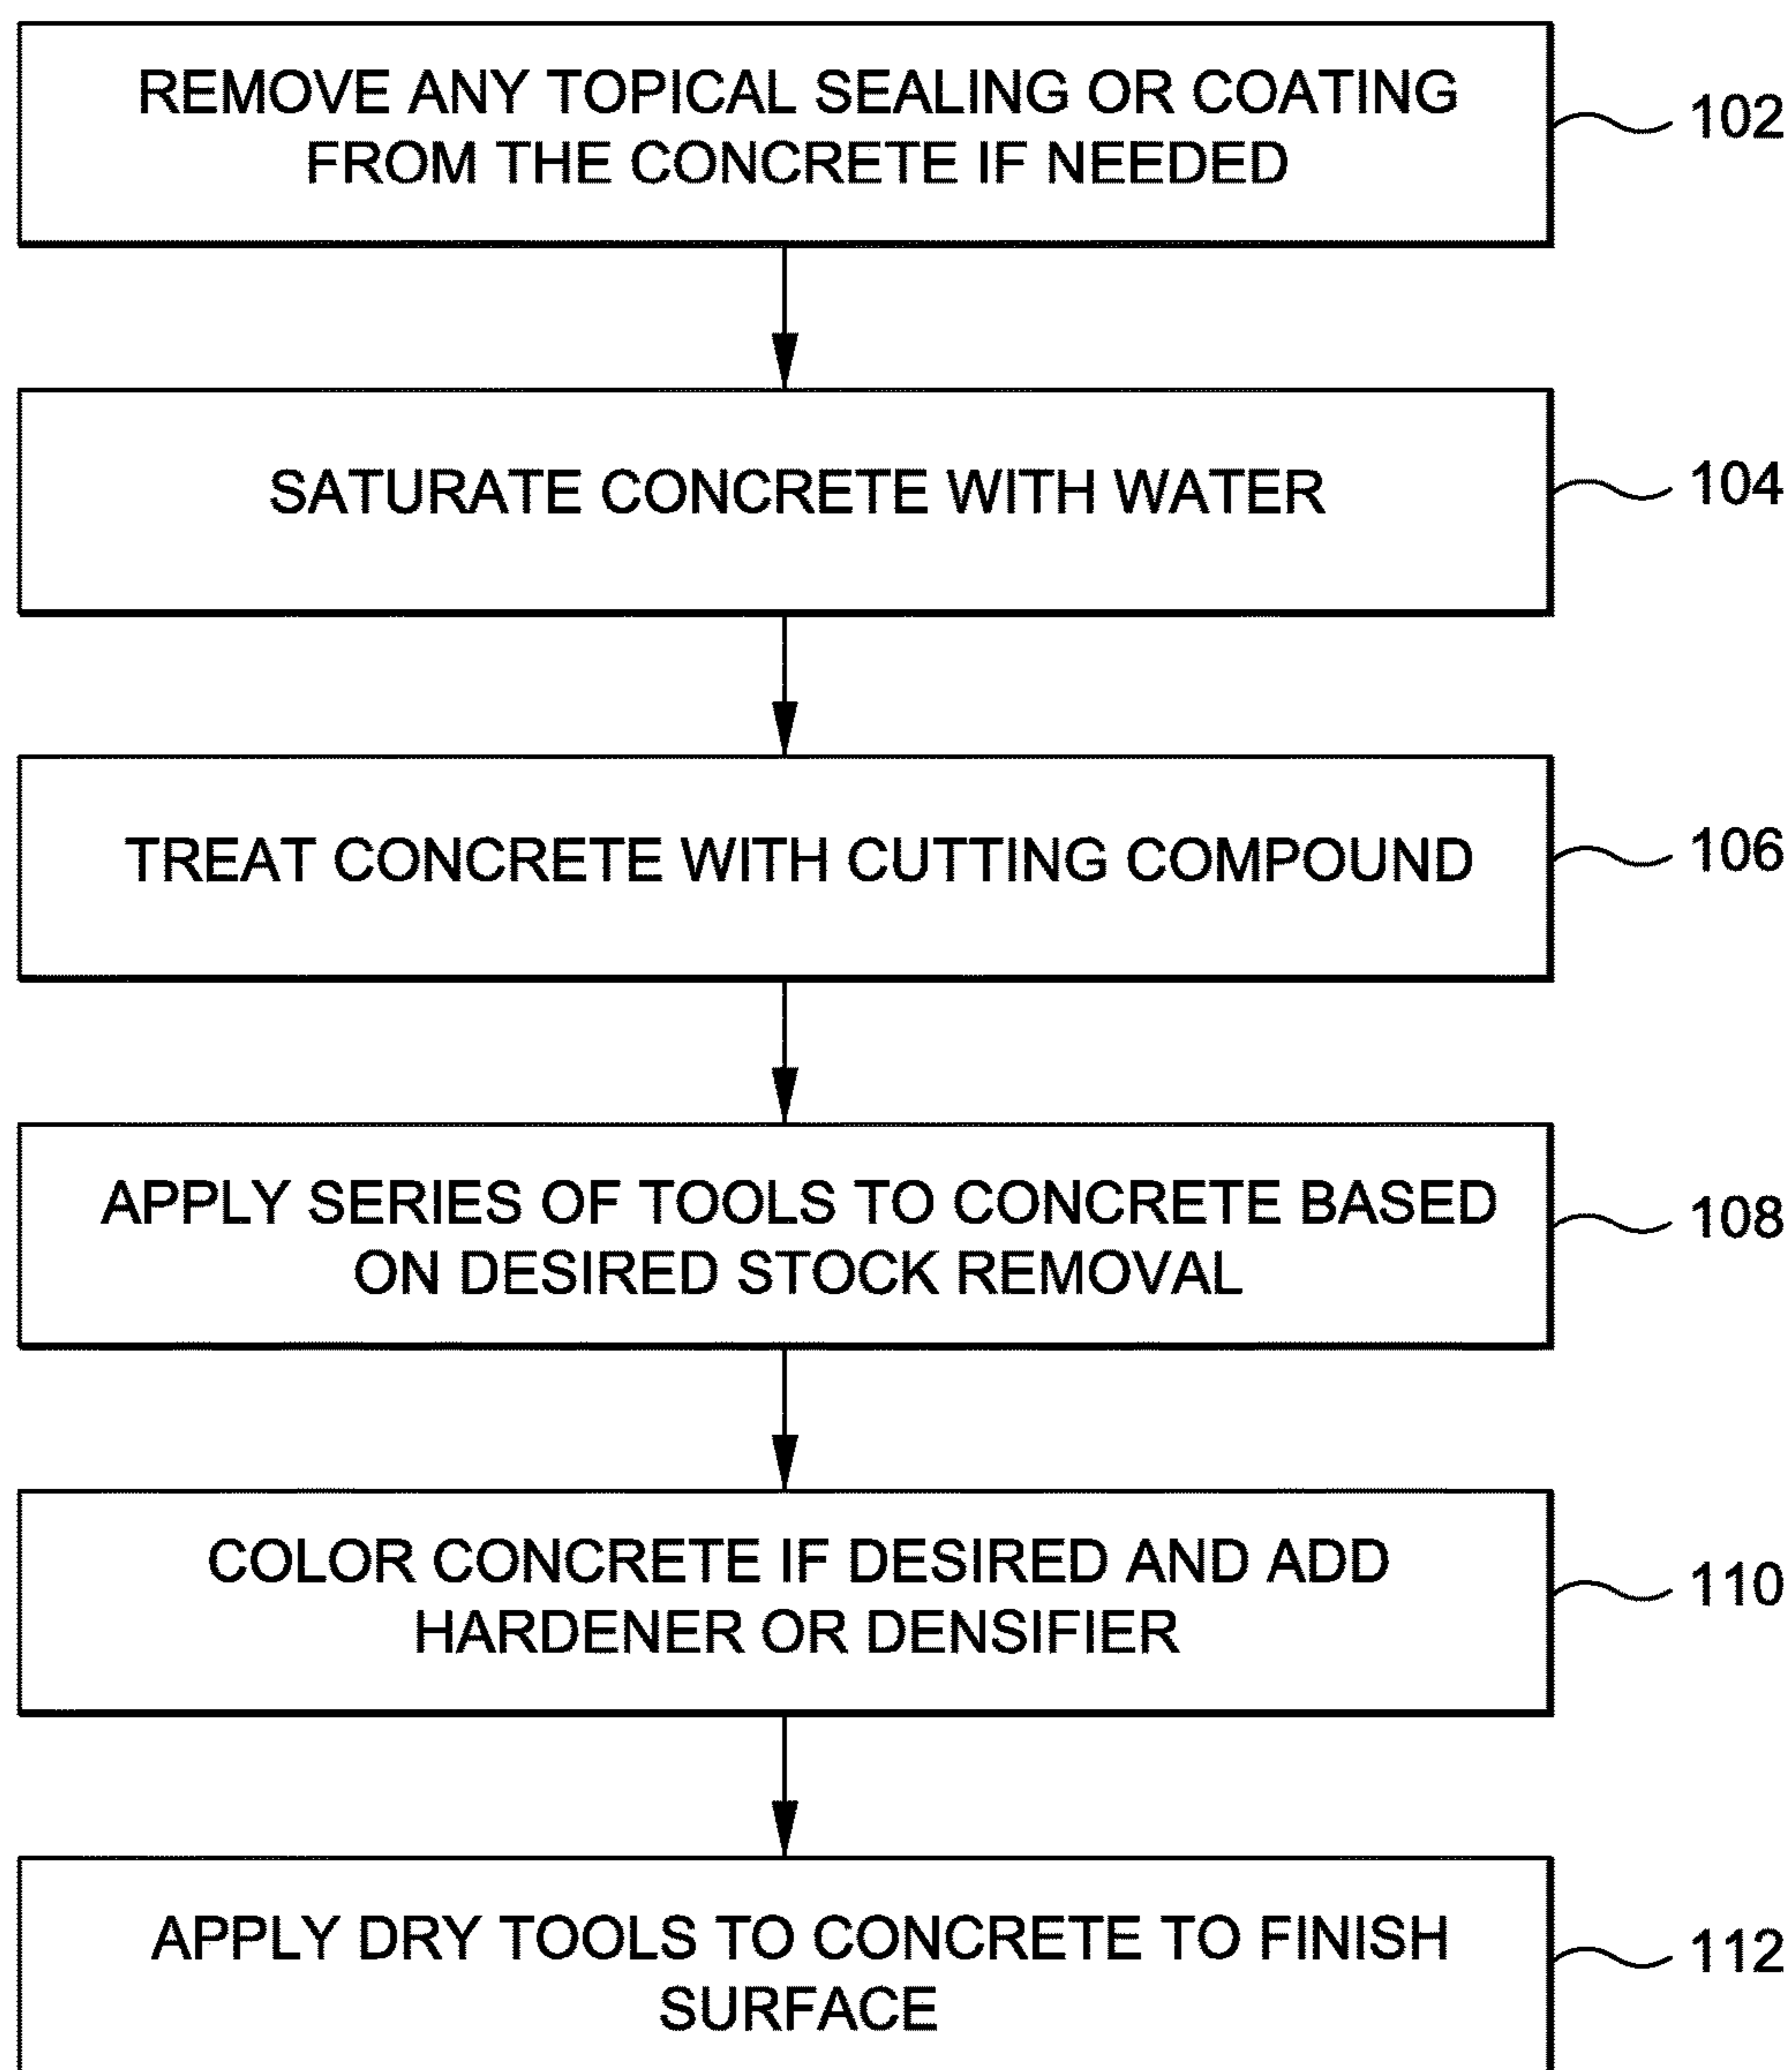 REMOVE ANY TOPICAL SEALING OR COATING
FROM THE CONCRETE IF NEEDED
102
SATURATE CONCRETE WITH WATER
104
TREAT CONCRETE WITH CUTTING COMPOUND
106
APPLY SERIES OF TOOLS TO CONCRETE BASED
ON DESIRED STOCK REMOVAL
108
COLOR CONCRETE IF DESIRED AND ADD
HARDENER OR DENSIFIER
110
APPLY DRY TOOLS TO CONCRETE TO FINISH
SURFACE
112